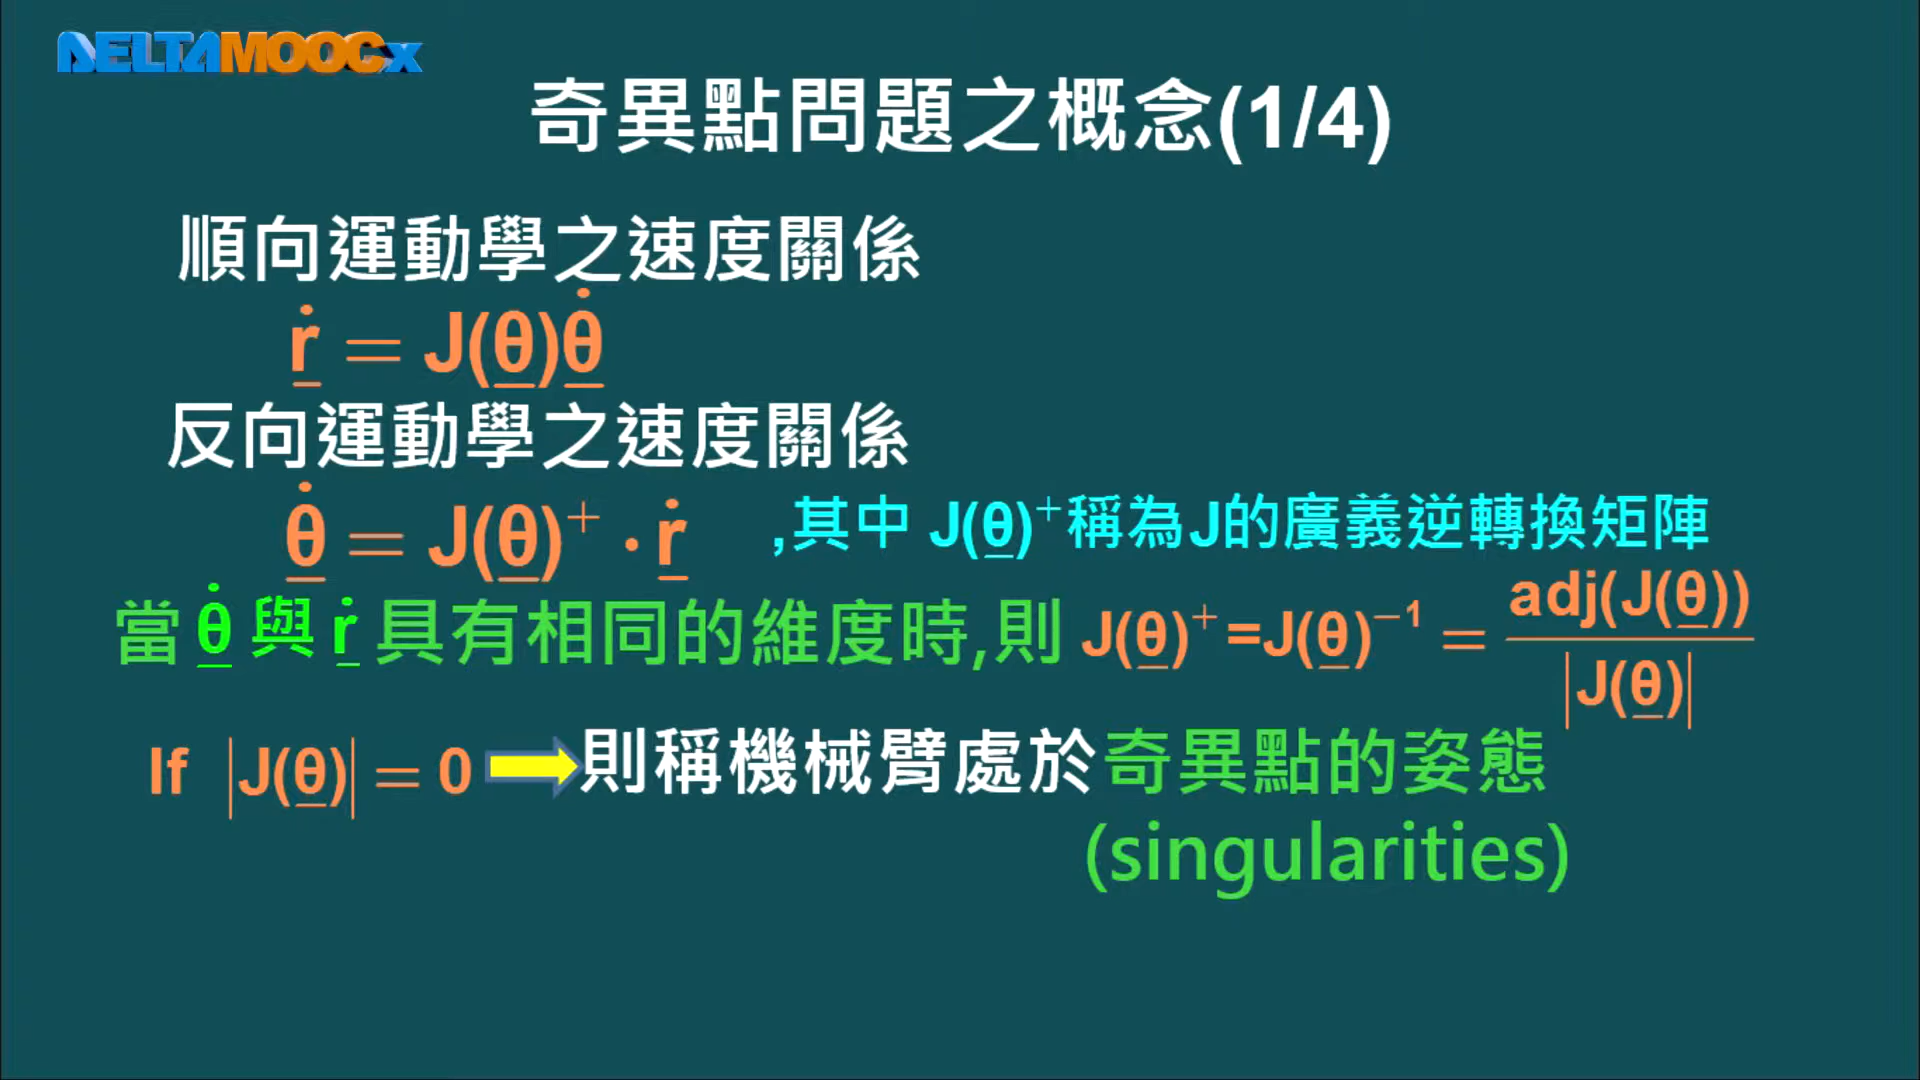 DELTAMOOCx
奇異點問題之概念(1/4)
順向運動學之速度關係
ṙ = J(θ)θ̇
反向運動學之速度關係
θ̇ = J(θ)⁺ · ṙ ,其中 J(θ)⁺稱為J的廣義逆轉換矩陣
當 θ̇ 與 ṙ 具有相同的維度時,則 J(θ)⁺=J(θ)⁻¹ = adj(J(θ)) / |J(θ)|
If |J(θ)| = 0 則稱機械臂處於奇異點的姿態
(singularities)